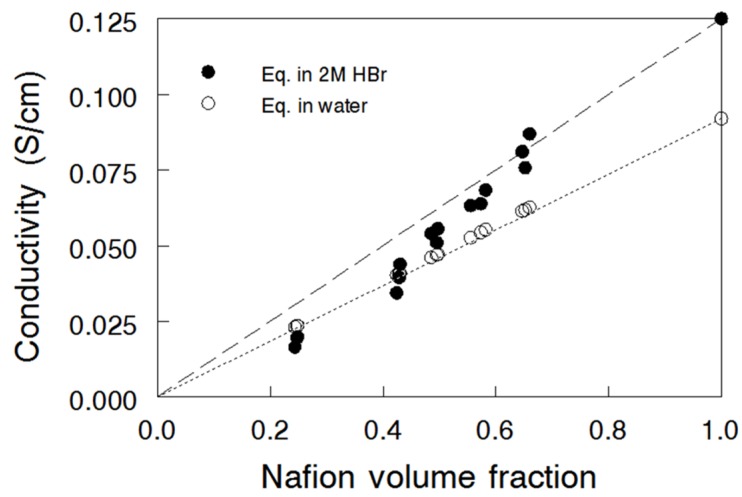 Conductivity (S/cm)
0.125
0.100
0.075
0.050
0.025
0.000
Eq. in 2M HBr
Eq. in water
0.0 0.2 0.4 0.6 0.8 1.0
Nafion volume fraction